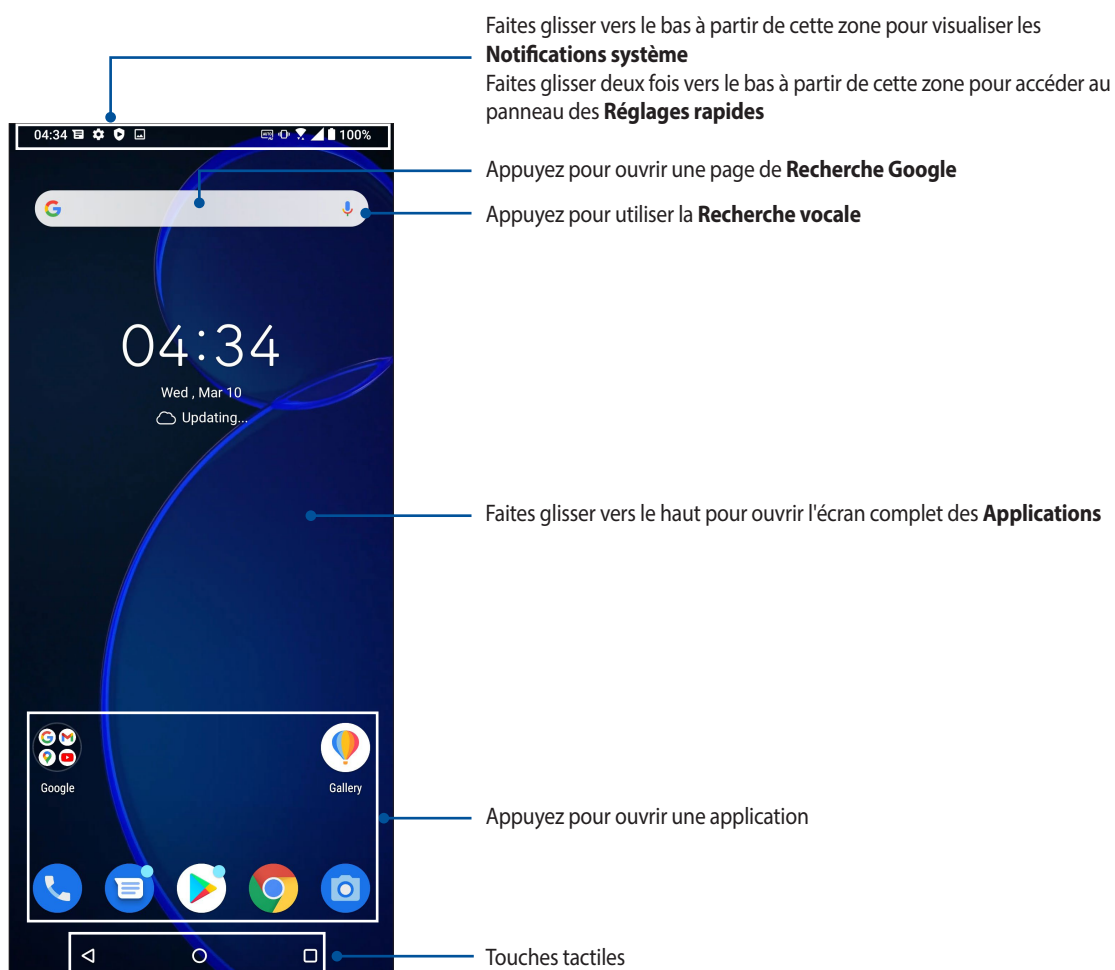 Faites glisser vers le bas à partir de cette zone pour visualiser les
Notifications système
Faites glisser deux fois vers le bas à partir de cette zone pour accéder au
panneau des Réglages rapides
04:34
100%
Appuyez pour ouvrir une page de Recherche Google
Appuyez pour utiliser la Recherche vocale
04:34
Wed , Mar 10
Updating...
Faites glisser vers le haut pour ouvrir l'écran complet des Applications
Google
Gallery
Appuyez pour ouvrir une application
Touches tactiles